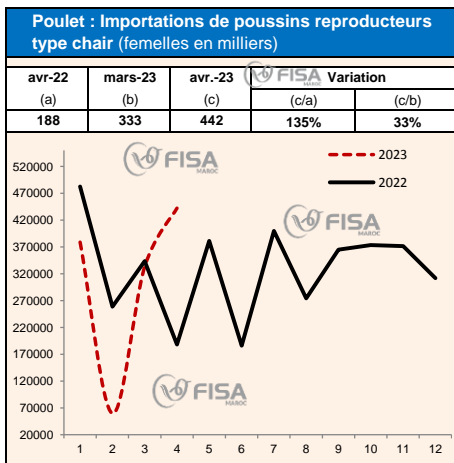 Poulet : Importations de poussins reproducteurs
type chair (femelles en milliers)
avr-22 mars-23 avr.-23 FISA MAROC Variation
(a) (b) (c) (c/a) (c/b)
188 333 442 135% 33%
FISA
MAROC
2023
2022
FISA
MAROC
FISA
MAROC
520000
470000
420000
370000
320000
270000
220000
170000
120000
70000
20000
1 2 3 4 5 6 7 8 9 10 11 12